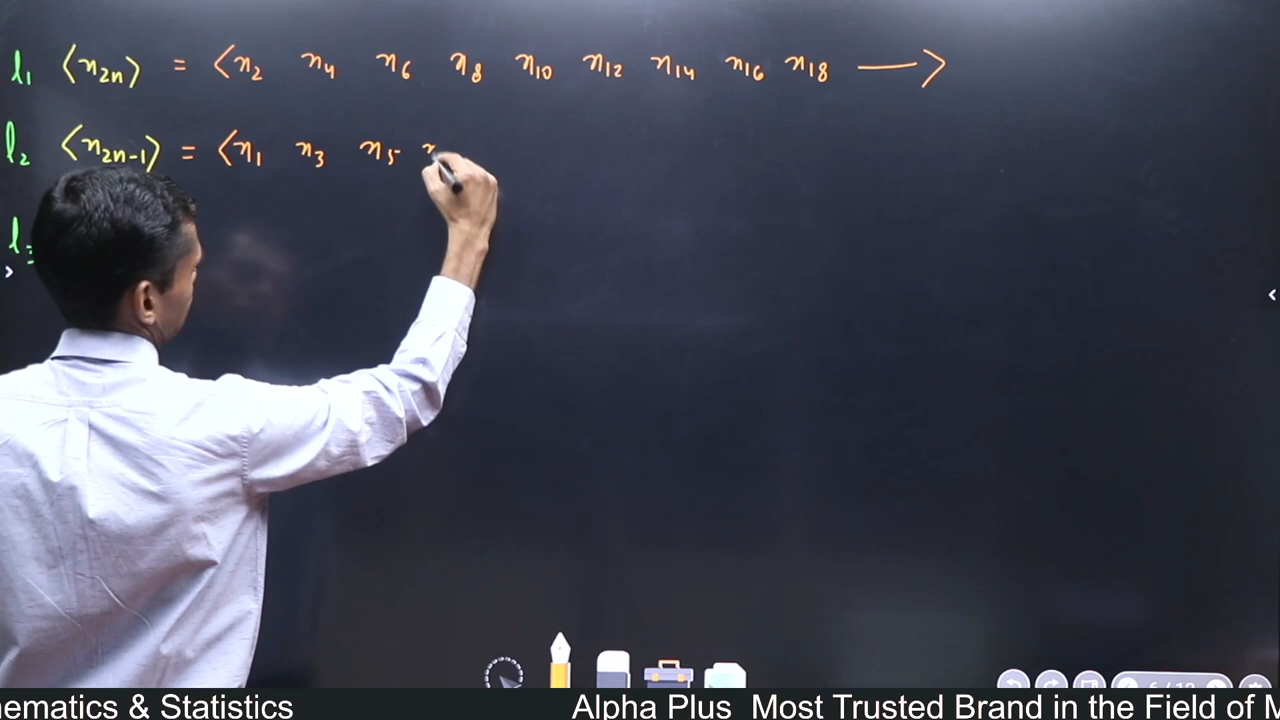 l₁ ⟨x₂ₙ⟩ = ⟨x₂ x₄ x₆ x₈ x₁₀ x₁₂ x₁₄ x₁₆ x₁₈ ⟶⟩
l₂ ⟨x₂ₙ₋₁⟩ = ⟨x₁ x₃ x₅ x
l₃
ematics & Statistics Alpha Plus Most Trusted Brand in the Field of M